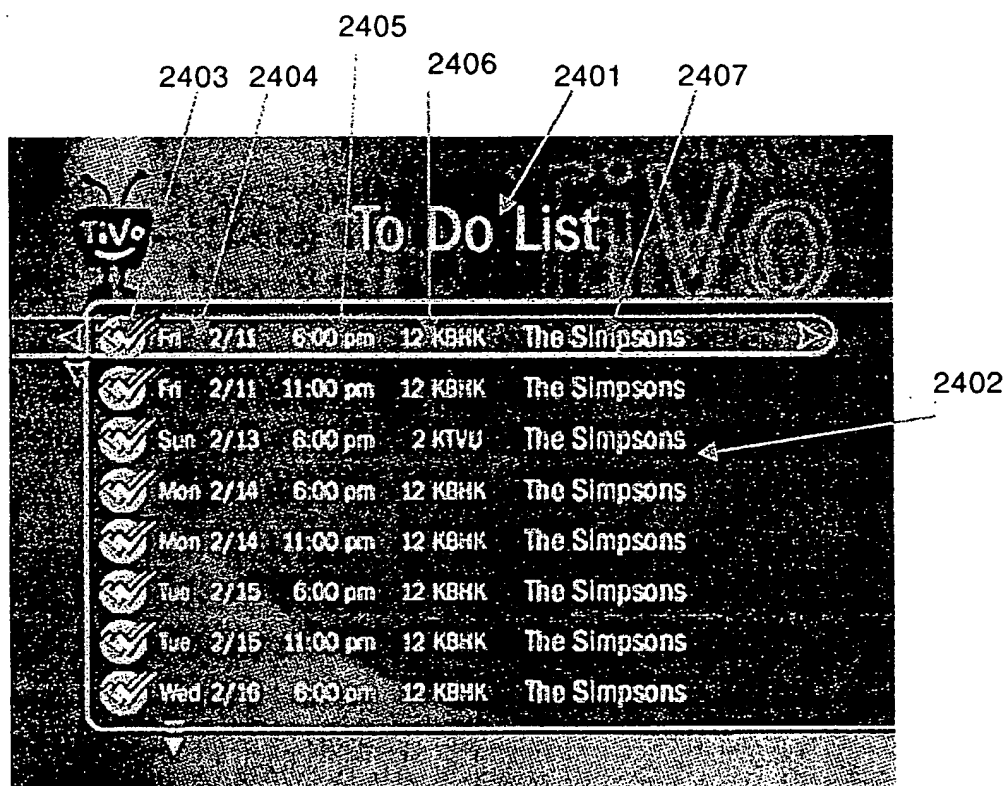 2405
2403 2404 2406 2401 2407
TiVo
TiVo
To Do List
Fri 2/11 6:00 pm 12 KBHK The Simpsons
2402
Fri 2/11 11:00 pm 12 KBHK The Simpsons
Sun 2/13 8:00 pm 2 KTVU The Simpsons
Mon 2/14 6:00 pm 12 KBHK The Simpsons
Mon 2/14 11:00 pm 12 KBHK The Simpsons
Tue 2/15 6:00 pm 12 KBHK The Simpsons
Tue 2/15 11:00 pm 12 KBHK The Simpsons
Wed 2/16 6:00 pm 12 KBHK The Simpsons